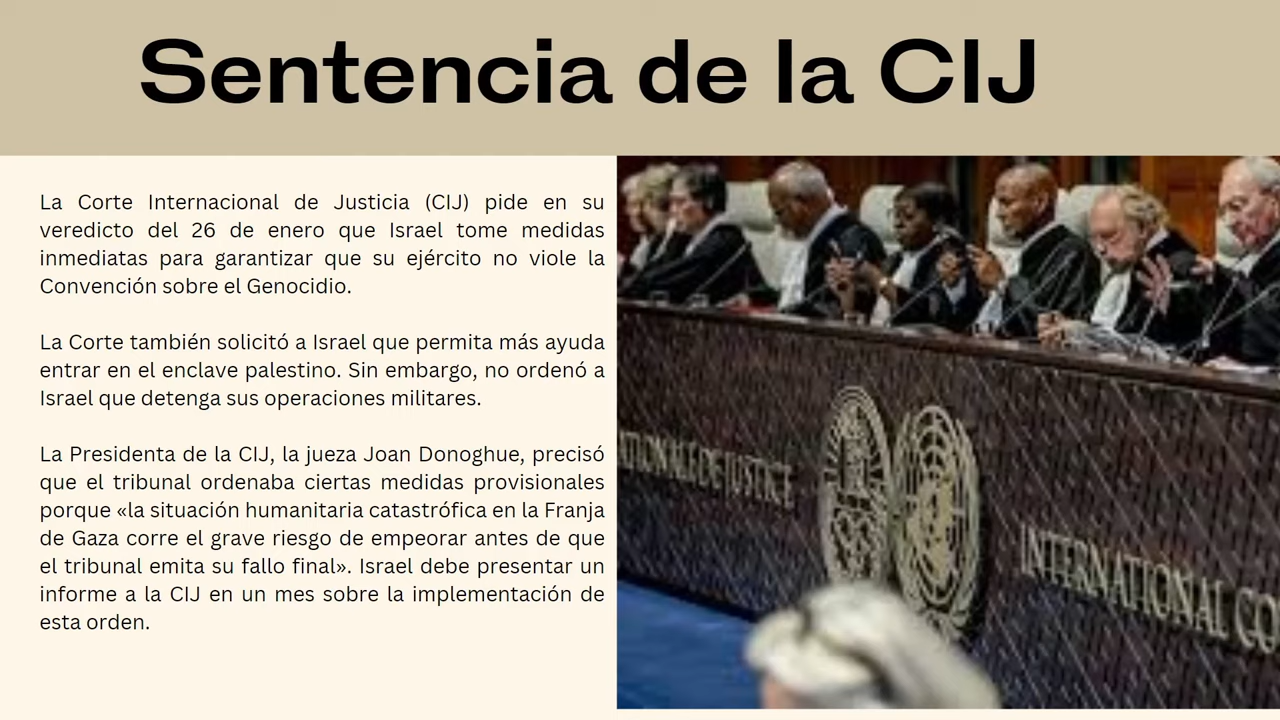 Sentencia de la CIJ
La Corte Internacional de Justicia (CIJ) pide en su
veredicto del 26 de enero que Israel tome medidas
inmediatas para garantizar que su ejército no viole la
Convención sobre el Genocidio.
La Corte también solicitó a Israel que permita más ayuda
entrar en el enclave palestino. Sin embargo, no ordenó a
Israel que detenga sus operaciones militares.
La Presidenta de la CIJ, la jueza Joan Donoghue, precisó
que el tribunal ordenaba ciertas medidas provisionales
porque «la situación humanitaria catastrófica en la Franja
de Gaza corre el grave riesgo de empeorar antes de que
el tribunal emita su fallo final». Israel debe presentar un
informe a la CIJ en un mes sobre la implementación de
esta orden.
ATIONALE DE JUSTICE
INTERNATIONAL CO